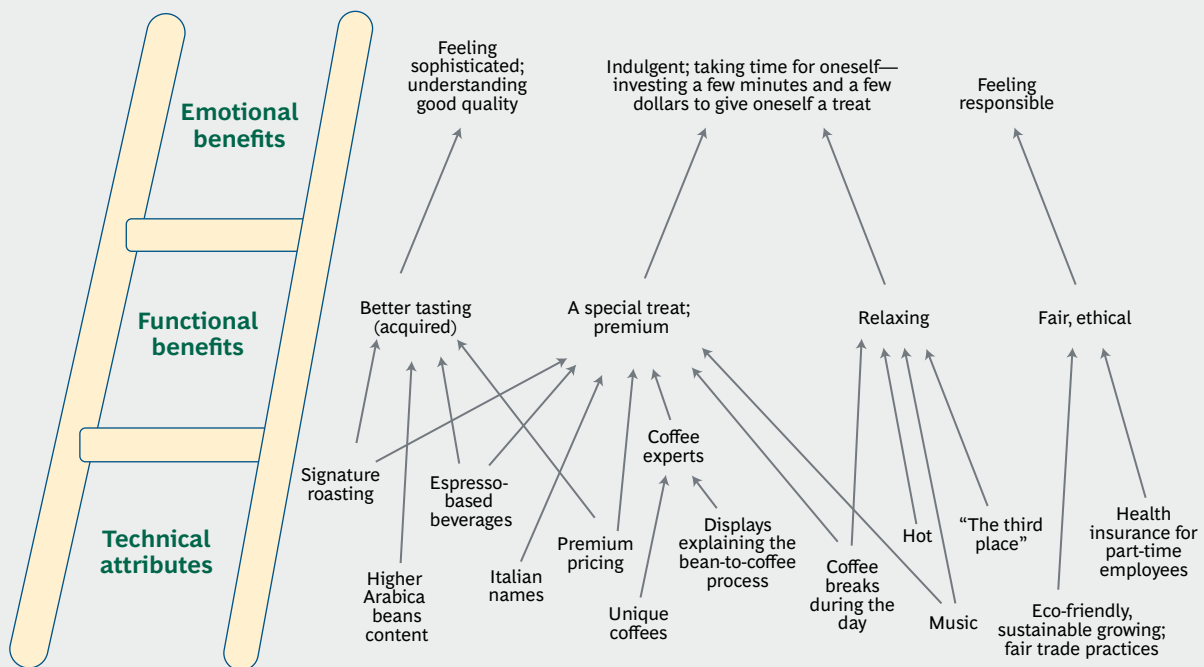 Emotional
benefits
Feeling
sophisticated;
understanding
good quality
Indulgent; taking time for oneself—
investing a few minutes and a few
dollars to give oneself a treat
Feeling
responsible
Functional
benefits
Better tasting
(acquired)
A special treat;
premium
Relaxing
Fair, ethical
Technical
attributes
Signature
roasting
Higher
Arabica
beans
content
Espresso-
based
beverages
Italian
names
Premium
pricing
Coffee
experts
Unique
coffees
Displays
explaining the
bean-to-coffee
process
Coffee
breaks
during the
day
Hot
Music
“The third
place”
Eco-friendly,
sustainable growing;
fair trade practices
Health
insurance for
part-time
employees